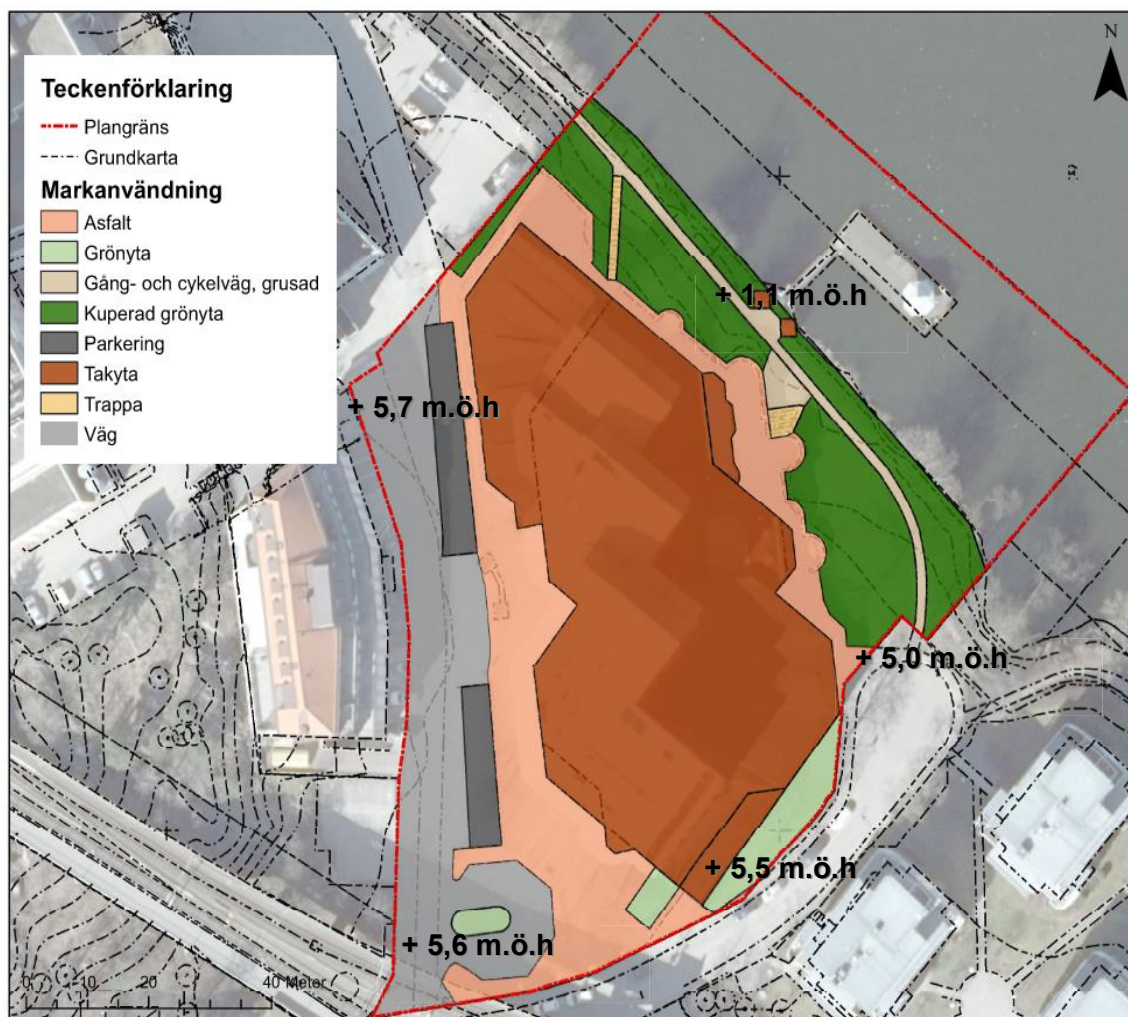 N
Teckenförklaring
Plangräns
Grundkarta
Markanvändning
Asfalt
Grönyta
Gång- och cykelväg, grusad
Kuperad grönyta
Parkering
Takyta
Trappa
Väg
+ 1,1 m.ö.h
+ 5,7 m.ö.h
+ 5,0 m.ö.h
+ 5,5 m.ö.h
+ 5,6 m.ö.h
0 10 20 40 Meter